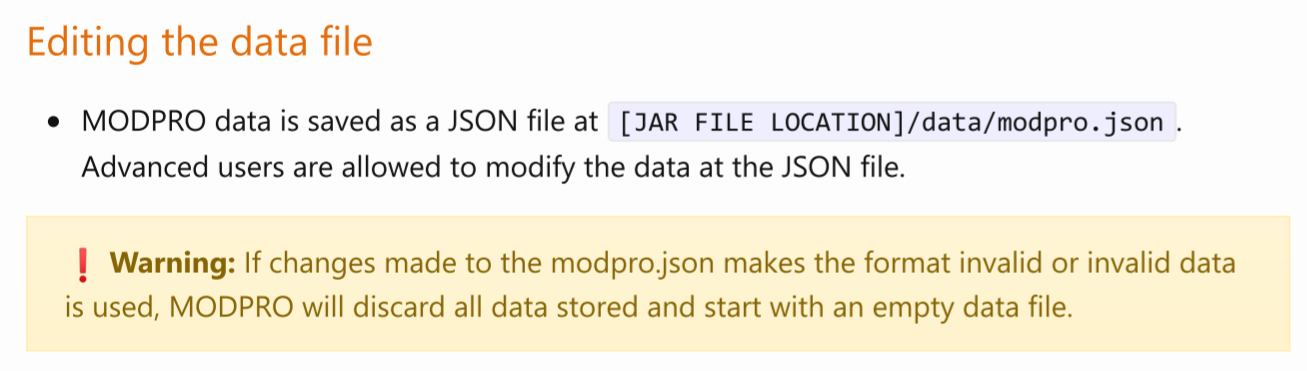 Editing the data file
• MODPRO data is saved as a JSON file at [JAR FILE LOCATION]/data/modpro.json.
Advanced users are allowed to modify the data at the JSON file.
❗ Warning: If changes made to the modpro.json makes the format invalid or invalid data
is used, MODPRO will discard all data stored and start with an empty data file.